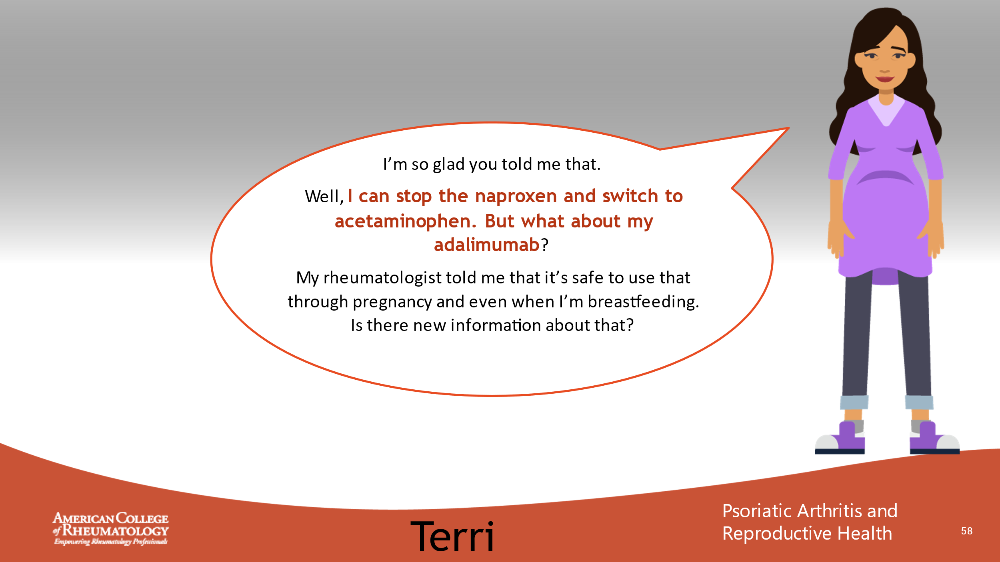 I’m so glad you told me that.
Well, I can stop the naproxen and switch to
acetaminophen. But what about my
adalimumab?
My rheumatologist told me that it’s safe to use that
through pregnancy and even when I’m breastfeeding.
Is there new information about that?
AMERICAN COLLEGE
of RHEUMATOLOGY
Empowering Rheumatology Professionals
Terri
Psoriatic Arthritis and
Reproductive Health
58